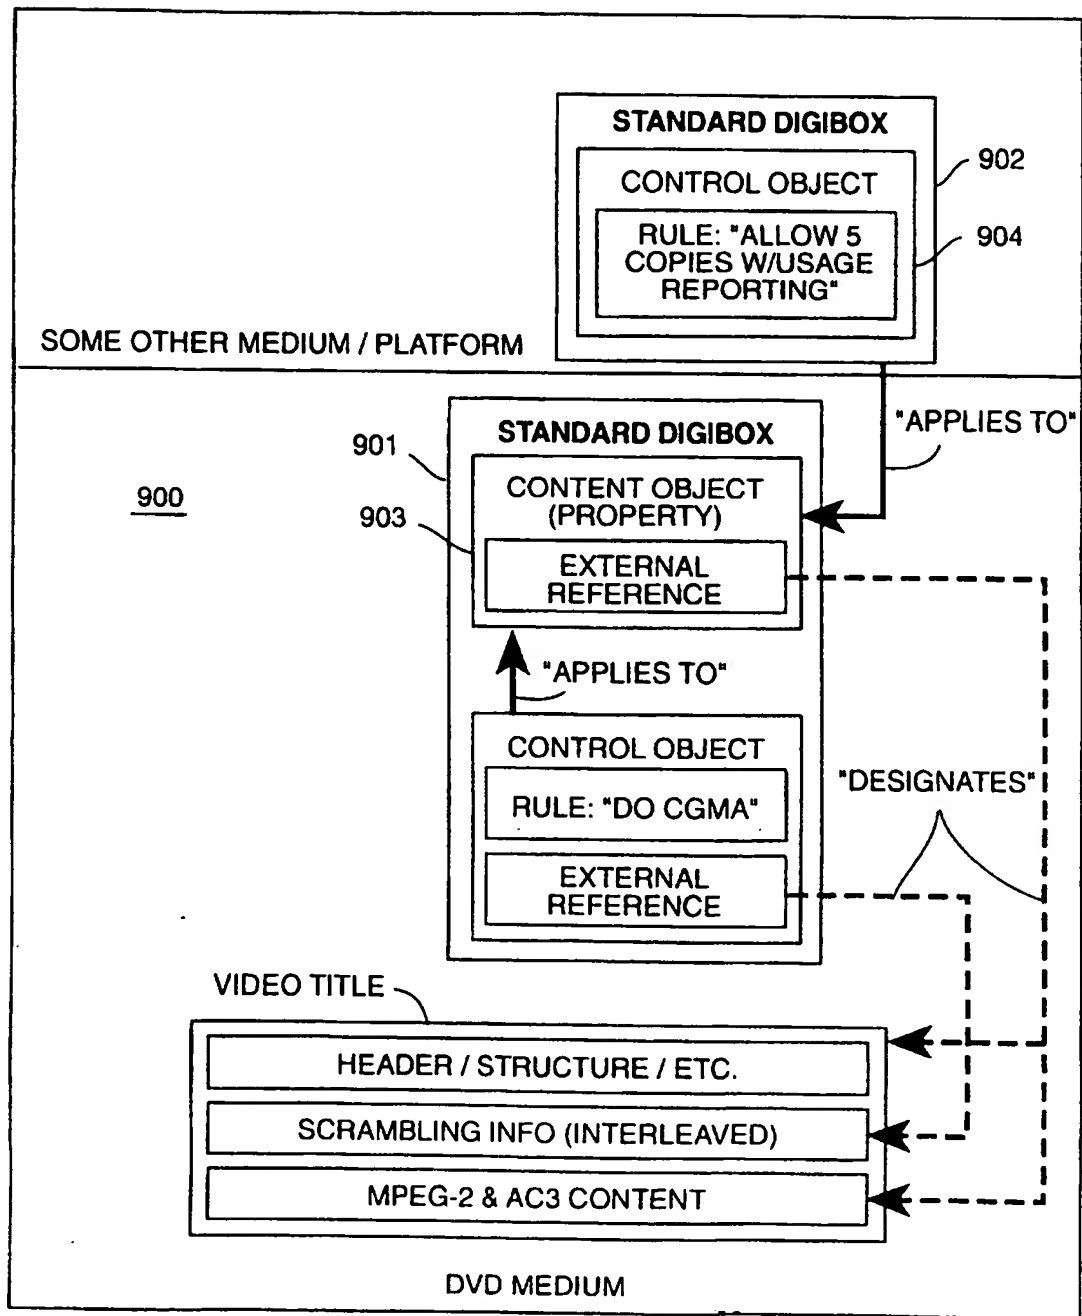 STANDARD DIGIBOX
902
CONTROL OBJECT
RULE: "ALLOW 5
COPIES W/USAGE
REPORTING"
904
SOME OTHER MEDIUM / PLATFORM
"APPLIES TO"
STANDARD DIGIBOX
901
900
CONTENT OBJECT
(PROPERTY)
903
EXTERNAL
REFERENCE
"APPLIES TO"
CONTROL OBJECT
RULE: "DO CGMA"
"DESIGNATES"
EXTERNAL
REFERENCE
VIDEO TITLE
HEADER / STRUCTURE / ETC.
SCRAMBLING INFO (INTERLEAVED)
MPEG-2 & AC3 CONTENT
DVD MEDIUM